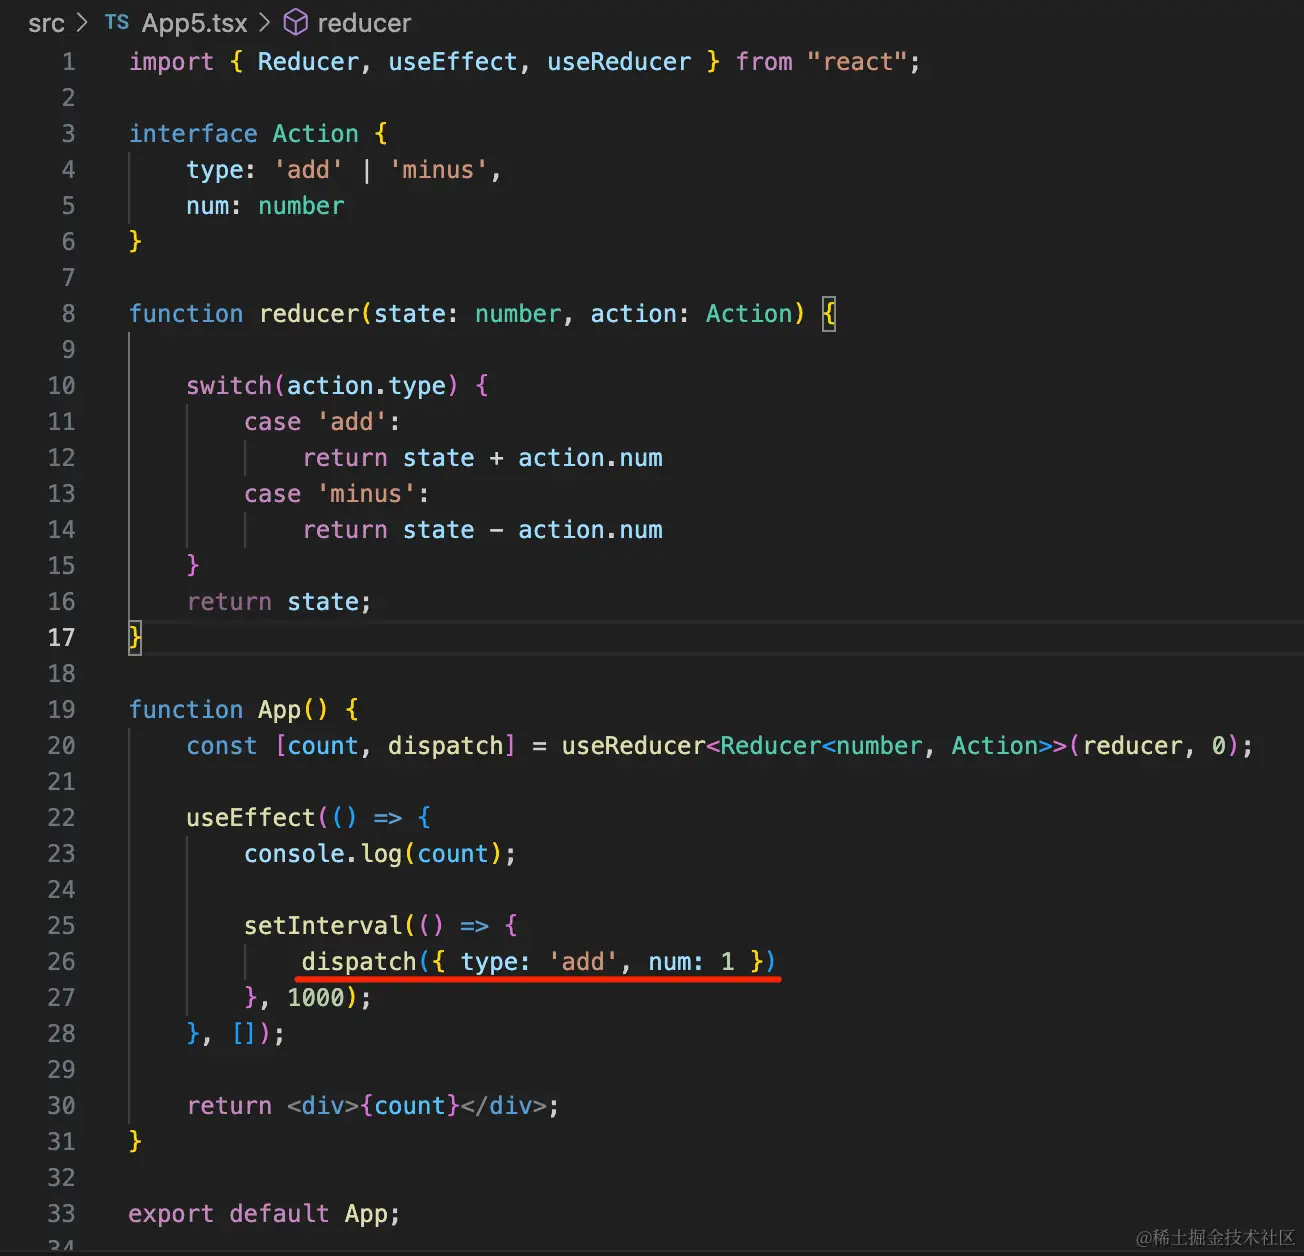 src > TS App5.tsx > reducer
1 import { Reducer, useEffect, useReducer } from "react";
2
3 interface Action {
4     type: 'add' | 'minus',
5     num: number
6 }
7
8 function reducer(state: number, action: Action) {
9
10     switch(action.type) {
11         case 'add':
12             return state + action.num
13         case 'minus':
14             return state - action.num
15     }
16     return state;
17 }
18
19 function App() {
20     const [count, dispatch] = useReducer<Reducer<number, Action>>(reducer, 0);
21
22     useEffect(() => {
23         console.log(count);
24
25         setInterval(() => {
26             dispatch({ type: 'add', num: 1 })
27         }, 1000);
28     }, []);
29
30     return <div>{count}</div>;
31 }
32
33 export default App;
34
@稀土掘金技术社区